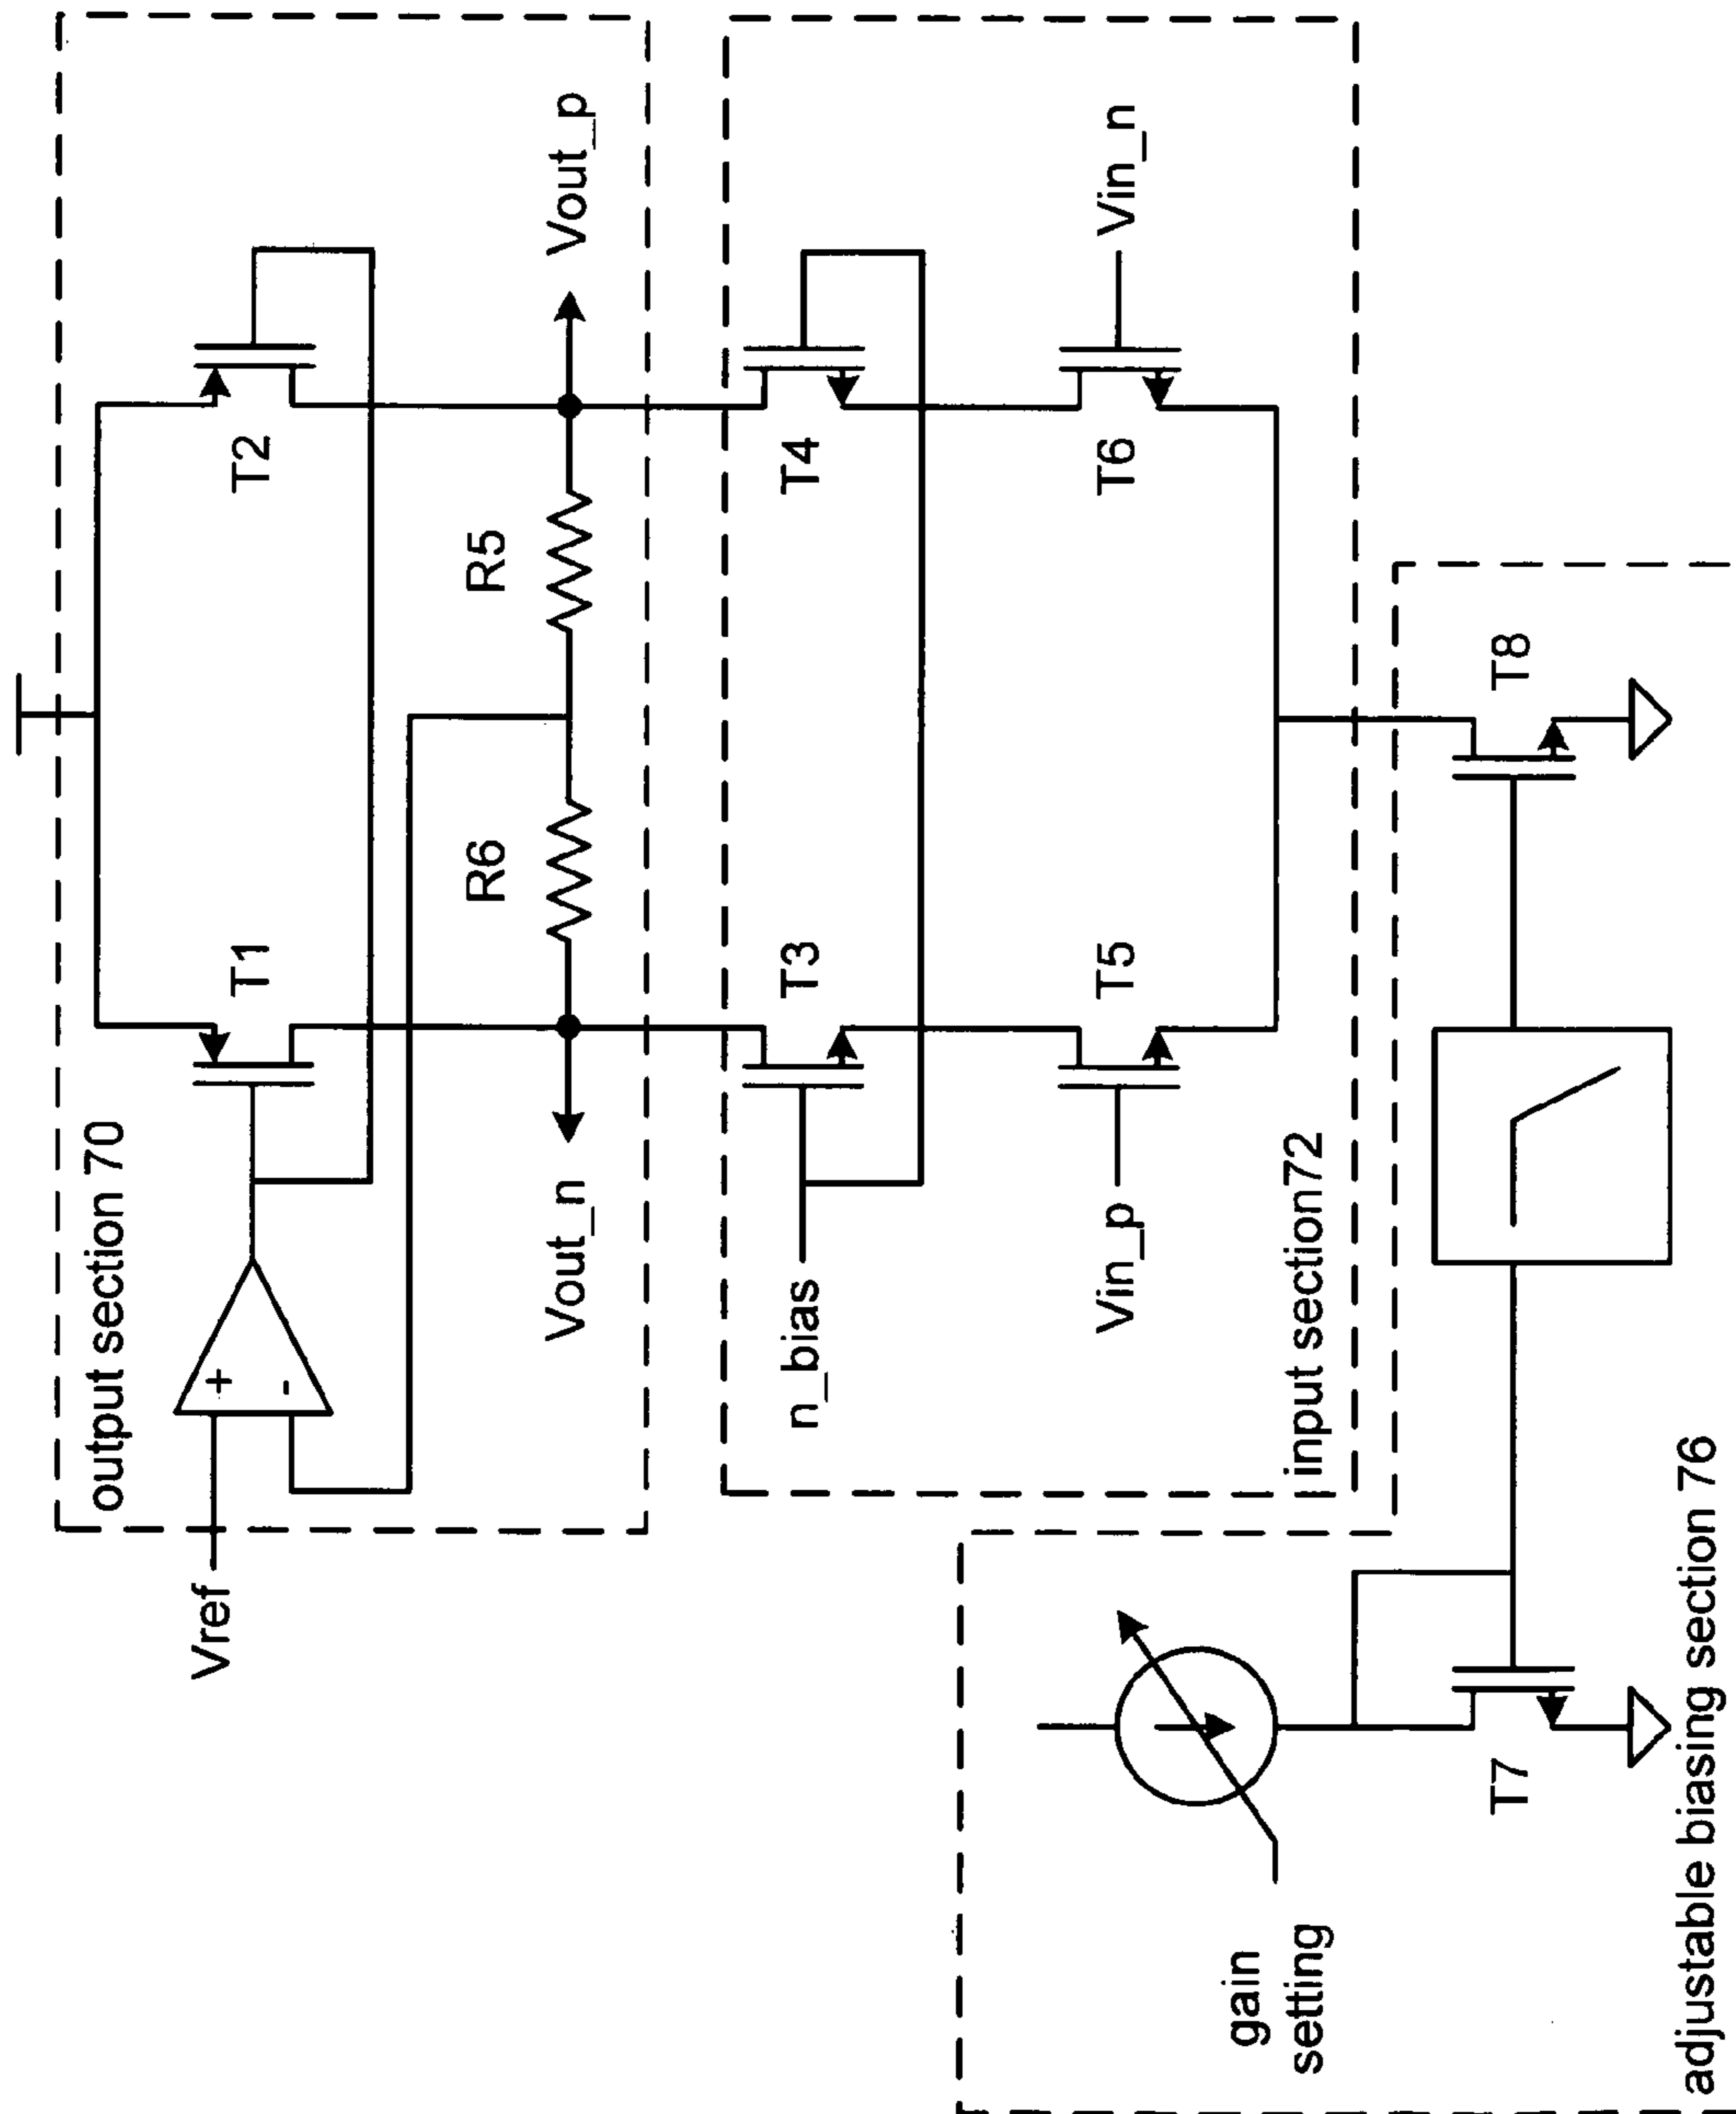 output section 70
Vref
+
-
T1
T2
R6
R5
Vout_n
Vout_p
n_bias
T3
T4
Vin_p
T5
T6
Vin_n
input section72
gain
setting
T7
T8
adjustable biasing section 76